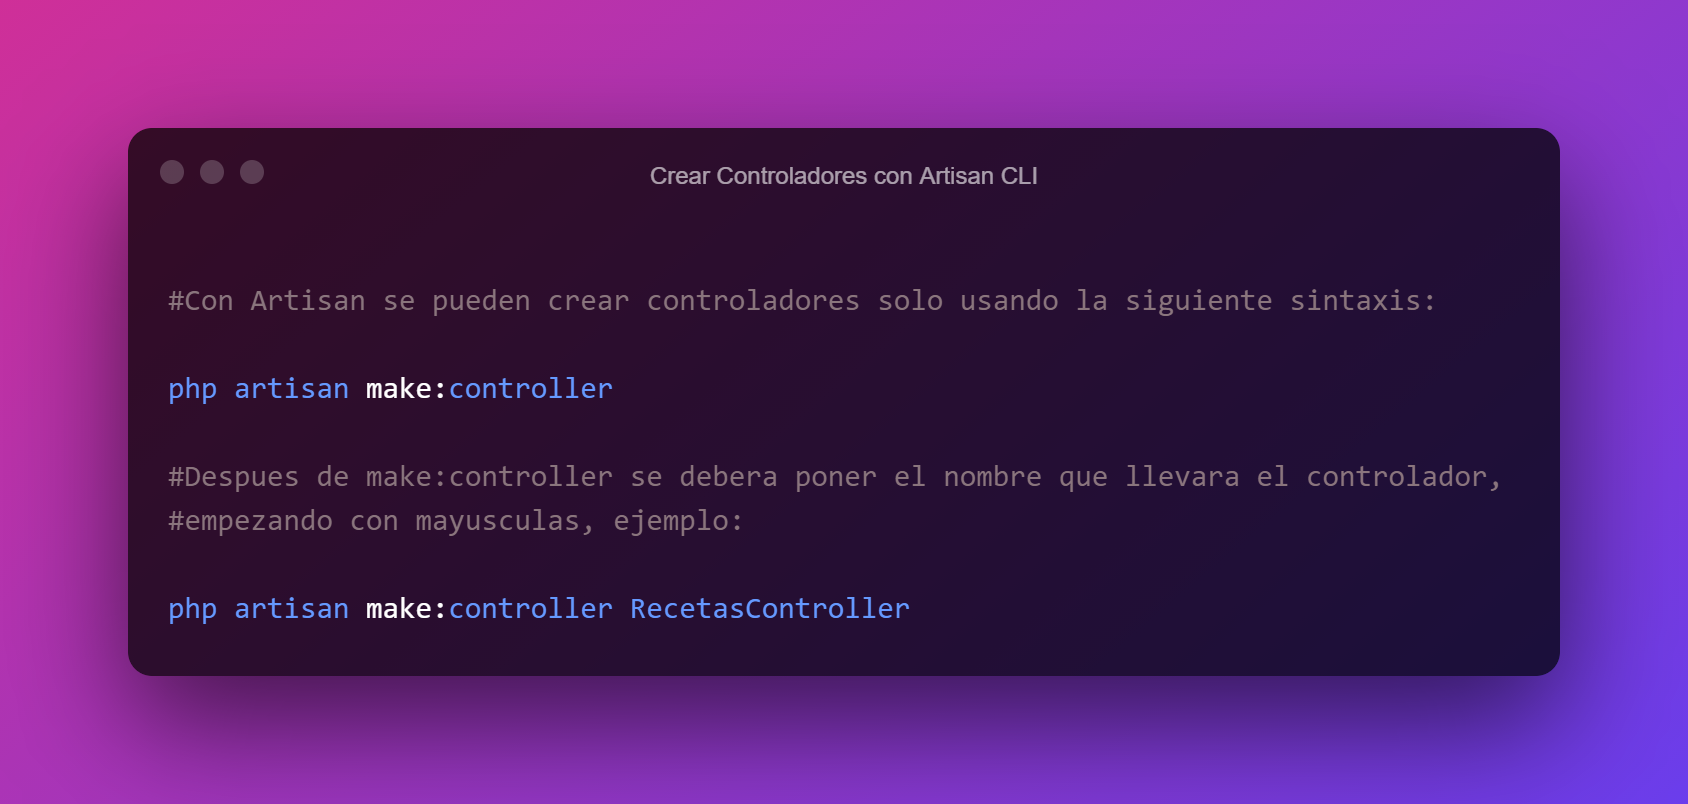 Crear Controladores con Artisan CLI
#Con Artisan se pueden crear controladores solo usando la siguiente sintaxis:
php artisan make:controller
#Despues de make:controller se debera poner el nombre que llevara el controlador,
#empezando con mayusculas, ejemplo:
php artisan make:controller RecetasController